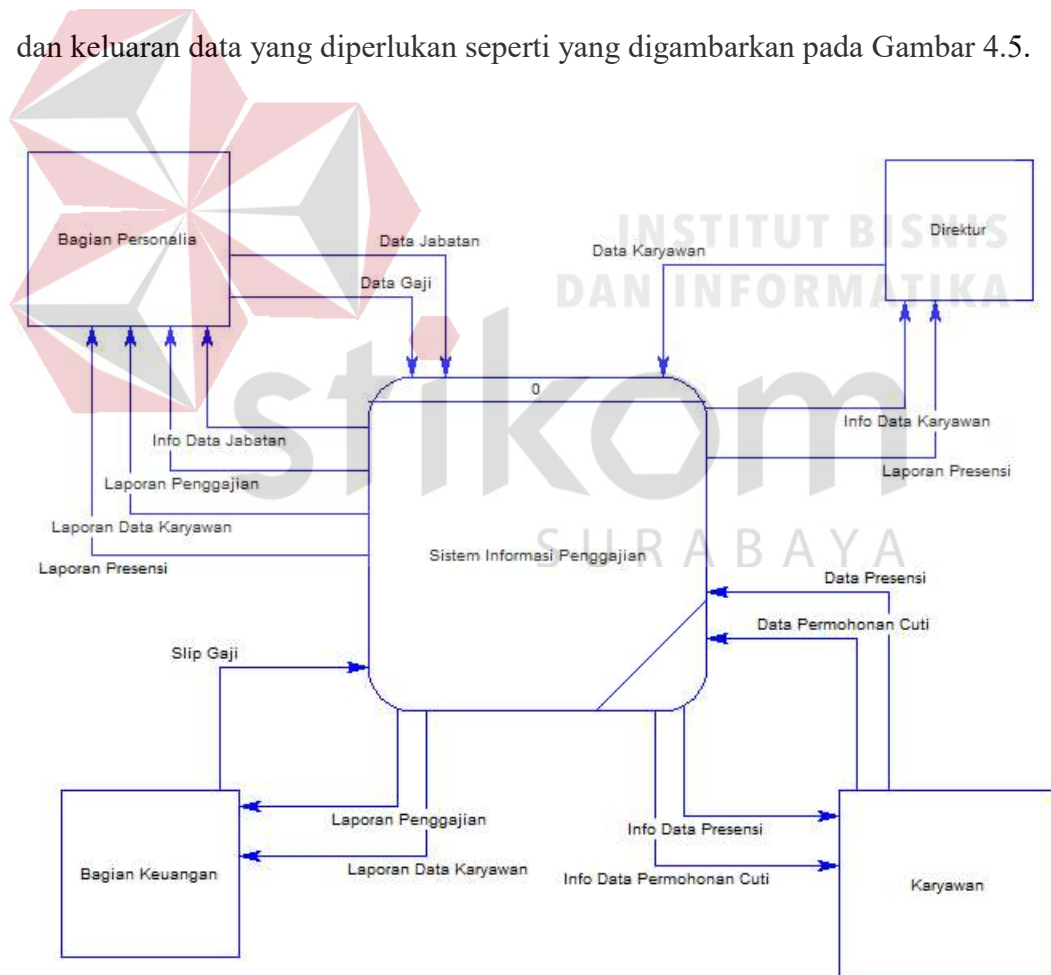 dan keluaran data yang diperlukan seperti yang digambarkan pada Gambar 4.5.
INSTITUT BISNIS
DAN INFORMATIKA
stikom
SURABAYA
Bagian Personalia
Data Jabatan
Data Gaji
Data Karyawan
Direktur
0
Info Data Jabatan
Laporan Penggajian
Laporan Data Karyawan
Laporan Presensi
Info Data Karyawan
Laporan Presensi
Sistem Informasi Penggajian
Data Presensi
Data Permohonan Cuti
Slip Gaji
Laporan Penggajian
Laporan Data Karyawan
Info Data Presensi
Info Data Permohonan Cuti
Bagian Keuangan
Karyawan